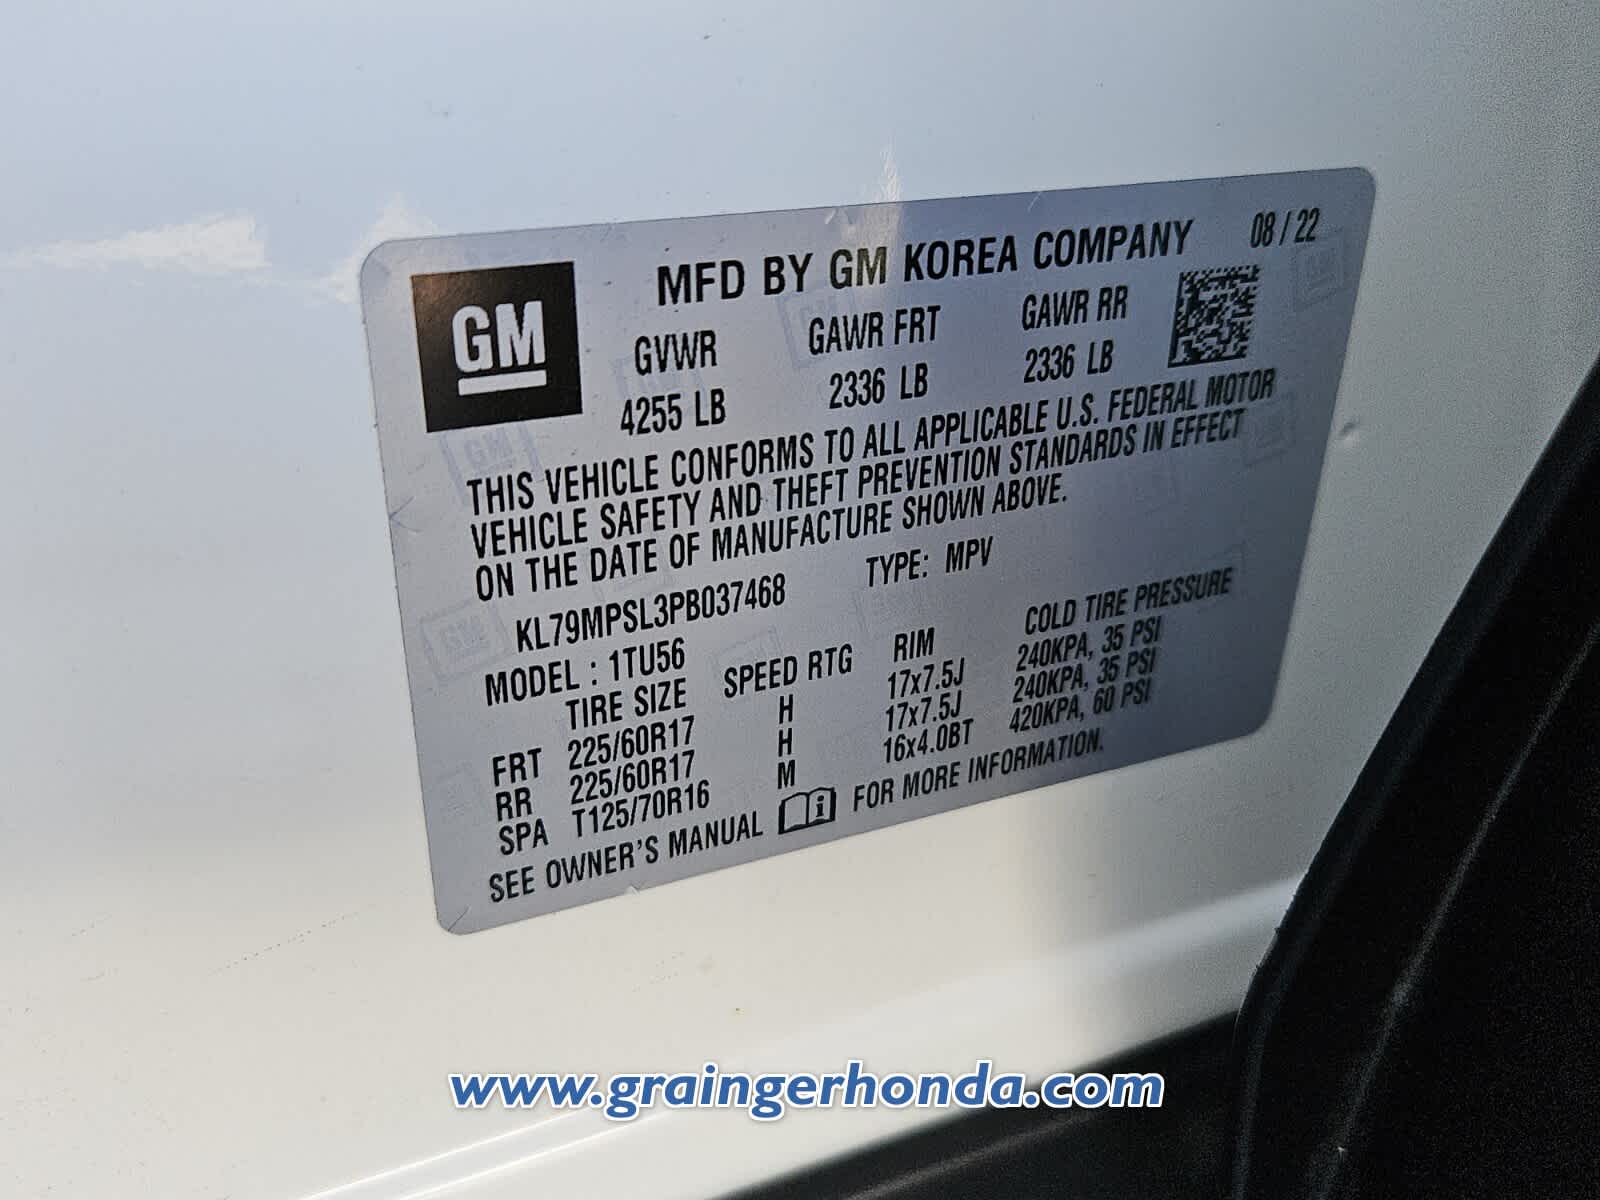 GM
MFD BY GM KOREA COMPANY 08 / 22
GVWR GAWR FRT GAWR RR
4255 LB 2336 LB 2336 LB
THIS VEHICLE CONFORMS TO ALL APPLICABLE U.S. FEDERAL MOTOR
VEHICLE SAFETY AND THEFT PREVENTION STANDARDS IN EFFECT
ON THE DATE OF MANUFACTURE SHOWN ABOVE.
KL79MPSL3PB037468 TYPE: MPV
MODEL : 1TU56
TIRE SIZE SPEED RTG RIM COLD TIRE PRESSURE
FRT 225/60R17 H 17x7.5J 240KPA, 35 PSI
RR 225/60R17 H 17x7.5J 240KPA, 35 PSI
SPA T125/70R16 M 16x4.0BT 420KPA, 60 PSI
SEE OWNER'S MANUAL i FOR MORE INFORMATION.
www.graingerhonda.com